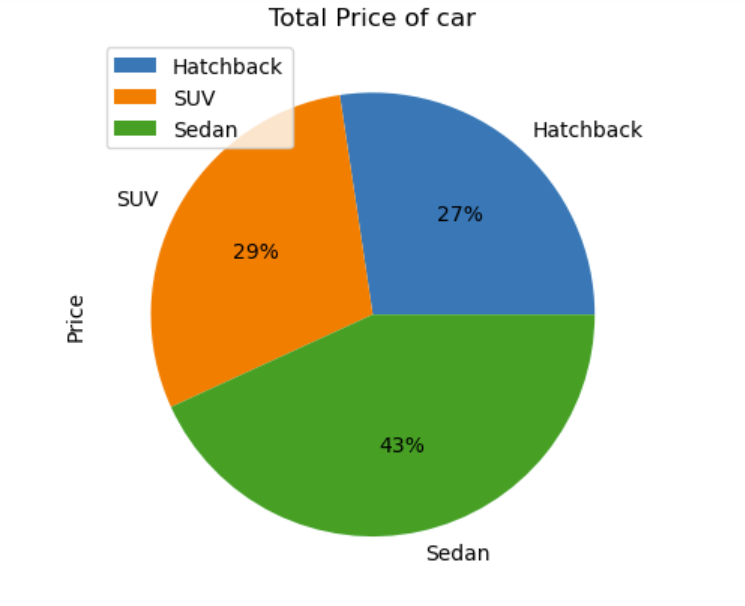 Total Price of car
Hatchback
SUV
Sedan
Hatchback
27%
SUV
29%
Price
43%
Sedan